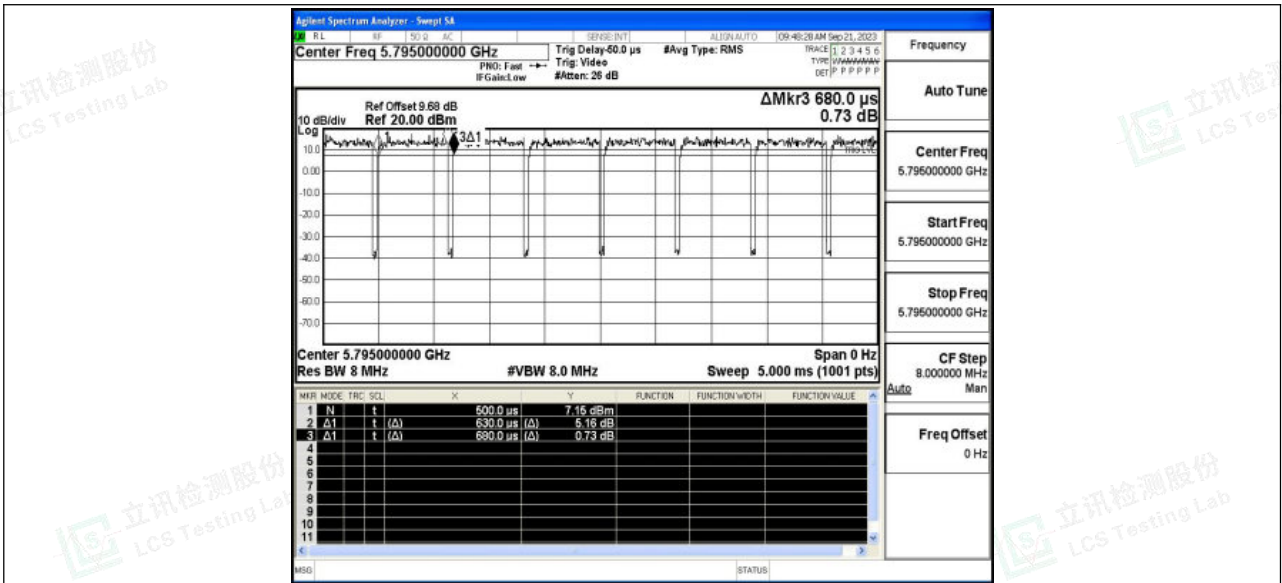 Agilent Spectrum Analyzer - Swept SA
RL RF 50 Ω AC SENSE:INT ALIGN AUTO 09:48:28 AM Sep 21, 2023
Center Freq 5.795000000 GHz
PNO: Fast
IFGain:Low
Trig Delay-50.0 µs
Trig: Video
#Atten: 26 dB
#Avg Type: RMS
TRACE 1 2 3 4 5 6
TYPE
DET P P P P P P
Frequency
Auto Tune
Center Freq
5.795000000 GHz
Start Freq
5.795000000 GHz
Stop Freq
5.795000000 GHz
CF Step
8.000000 MHz
Auto Man
Freq Offset
0 Hz
ΔMkr3 680.0 µs
0.73 dB
Ref Offset 9.68 dB
10 dB/div Ref 20.00 dBm
Log
1
3Δ1
TRIG LVL
10.0
0.00
-10.0
-20.0
-30.0
-40.0
-50.0
-60.0
-70.0
Center 5.795000000 GHz Span 0 Hz
Res BW 8 MHz #VBW 8.0 MHz Sweep 5.000 ms (1001 pts)
MKR MODE TRC SCL X Y FUNCTION FUNCTION WIDTH FUNCTION VALUE
1 N t 500.0 µs 7.16 dBm
2 Δ1 t (Δ) 630.0 µs (Δ) 5.16 dB
3 Δ1 t (Δ) 680.0 µs (Δ) 0.73 dB
4
5
6
7
8
9
10
11
MSG STATUS
立讯检测股份
LCS Testing Lab
立讯检
LCS Tes
立讯检测股份
LCS Testing Lab
立讯检测股份
LCS Testing Lab